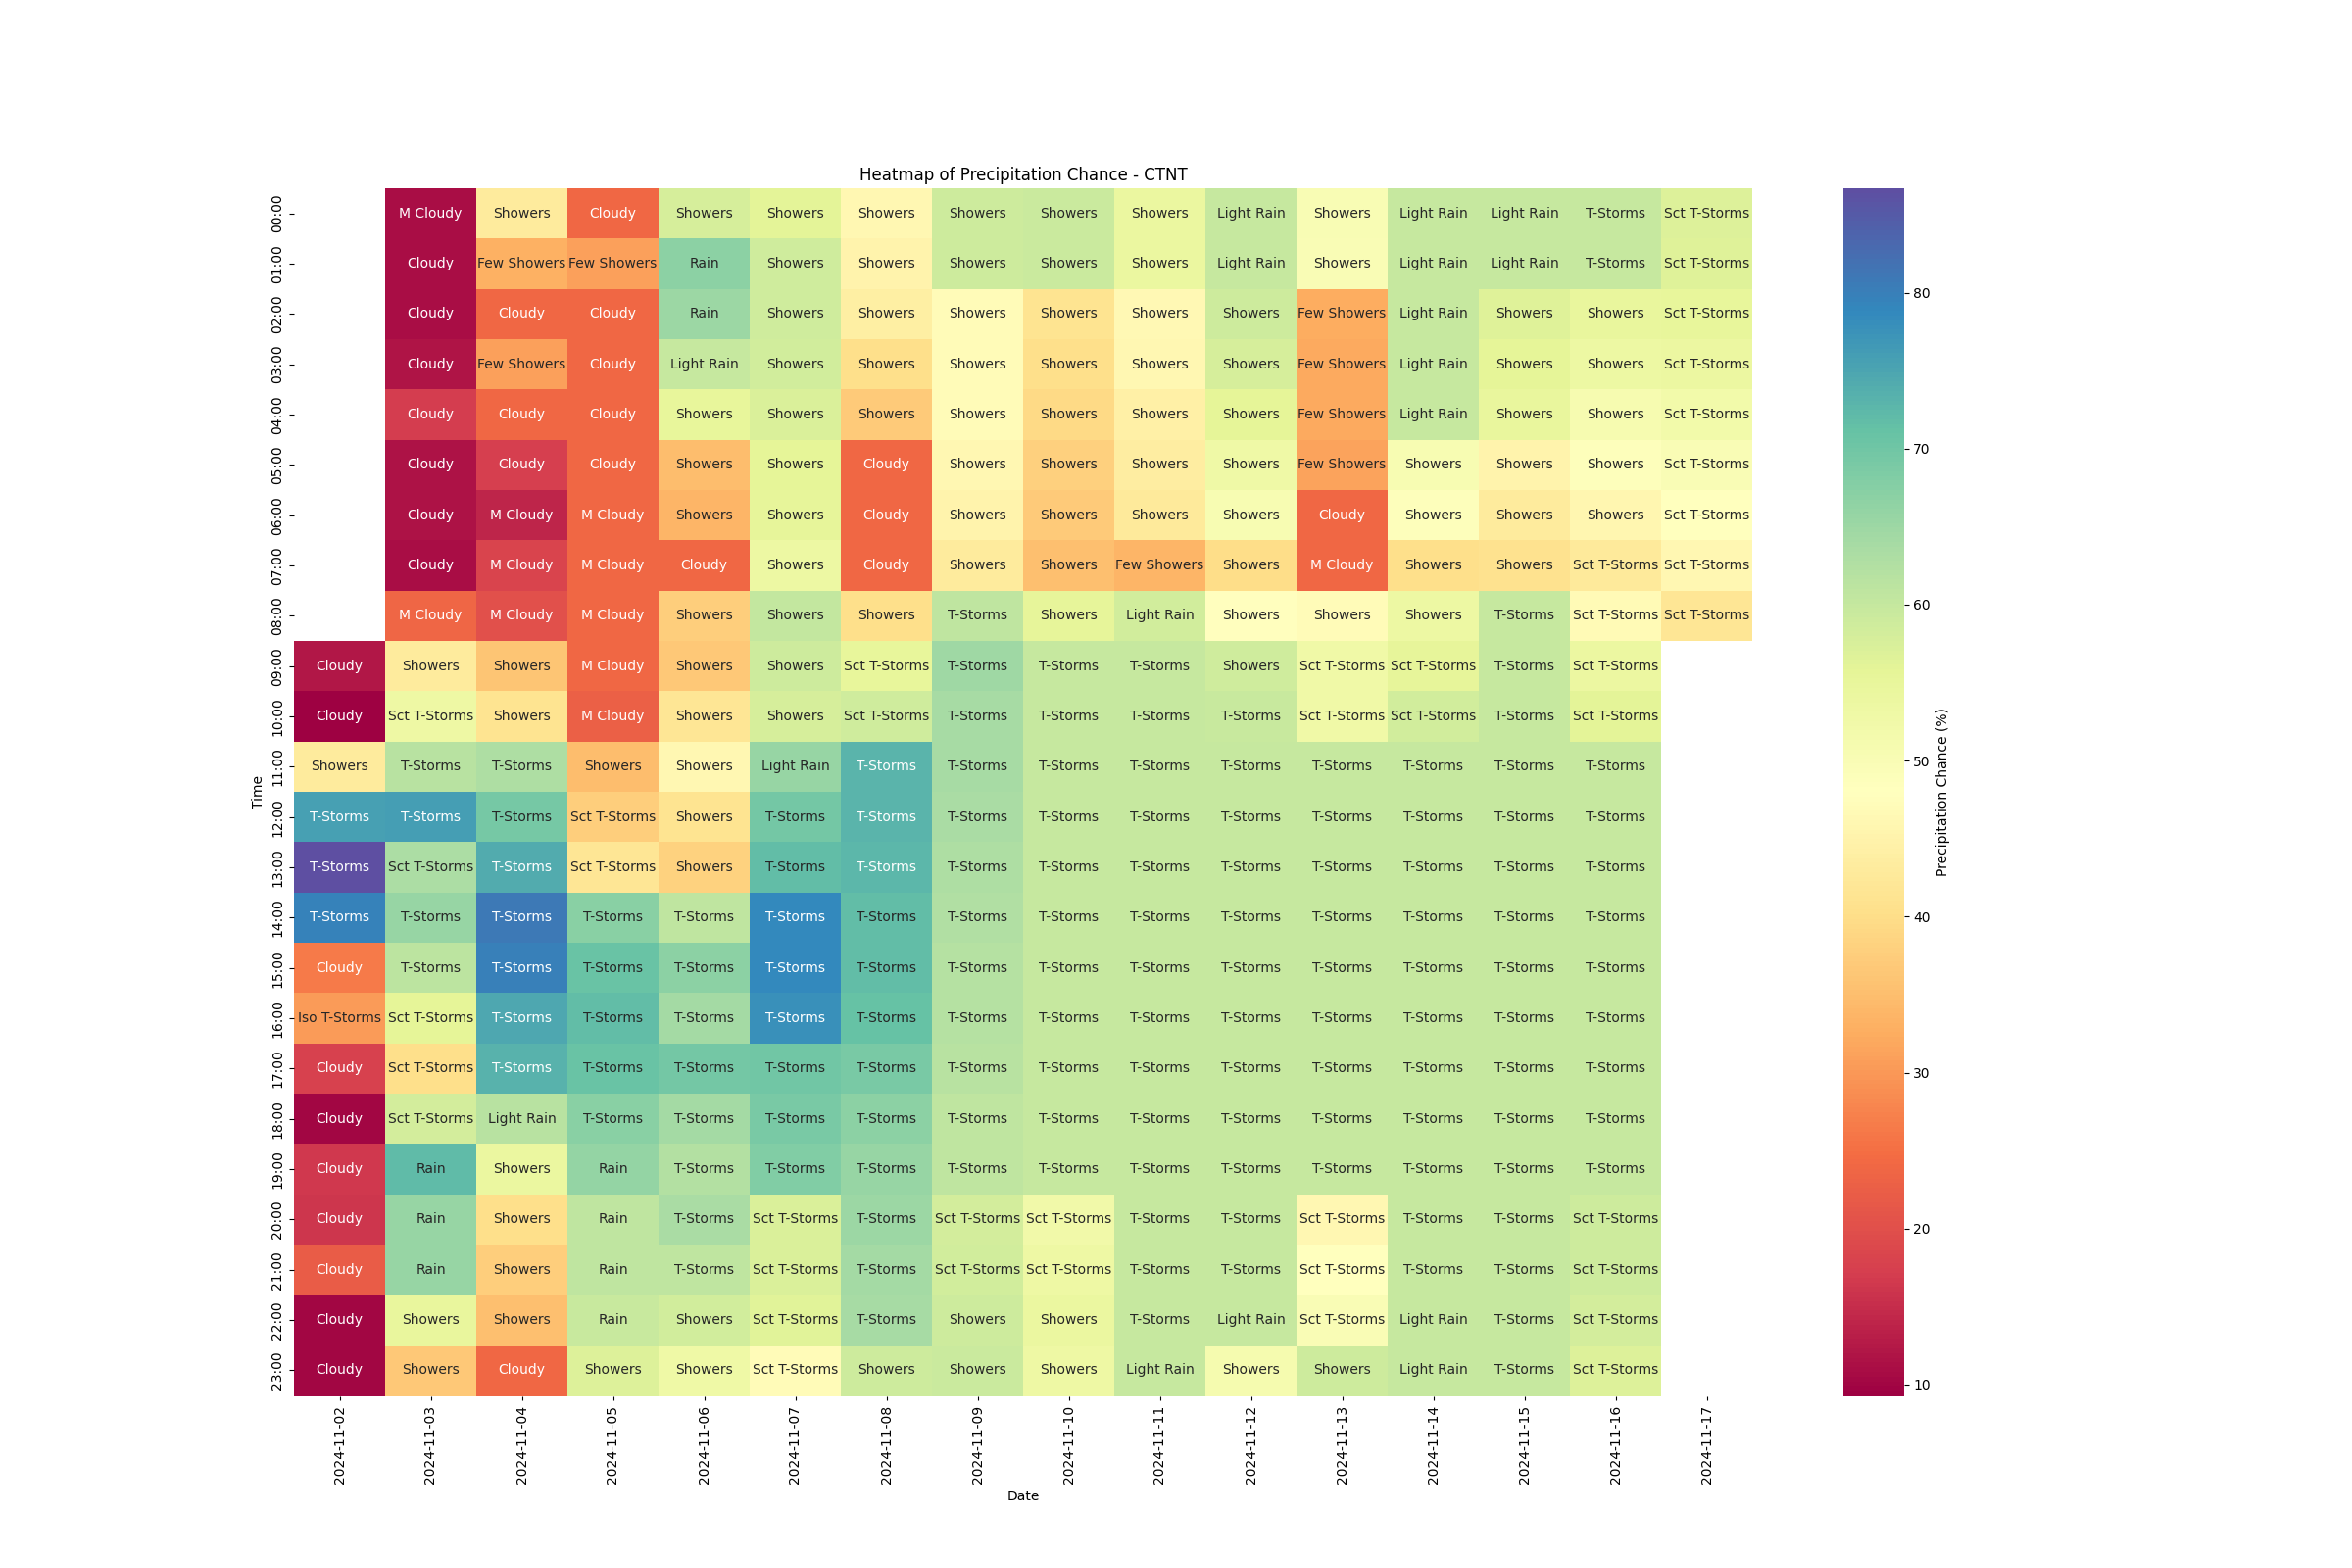 Heatmap of Precipitation Chance - CTNT
00:00 M Cloudy Showers Cloudy Showers Showers Showers Showers Showers Showers Light Rain Showers Light Rain Light Rain T-Storms Sct T-Storms
01:00 Cloudy Few Showers Few Showers Rain Showers Showers Showers Showers Showers Light Rain Showers Light Rain Light Rain T-Storms Sct T-Storms
02:00 Cloudy Cloudy Cloudy Rain Showers Showers Showers Showers Showers Showers Few Showers Light Rain Showers Showers Sct T-Storms
03:00 Cloudy Few Showers Cloudy Light Rain Showers Showers Showers Showers Showers Showers Few Showers Light Rain Showers Showers Sct T-Storms
04:00 Cloudy Cloudy Cloudy Showers Showers Showers Showers Showers Showers Showers Few Showers Light Rain Showers Showers Sct T-Storms
05:00 Cloudy Cloudy Cloudy Showers Showers Cloudy Showers Showers Showers Showers Few Showers Showers Showers Showers Sct T-Storms
06:00 Cloudy M Cloudy M Cloudy Showers Showers Cloudy Showers Showers Showers Showers Cloudy Showers Showers Showers Sct T-Storms
07:00 Cloudy M Cloudy M Cloudy Cloudy Showers Cloudy Showers Showers Few Showers Showers M Cloudy Showers Showers Sct T-Storms Sct T-Storms
08:00 M Cloudy M Cloudy M Cloudy Showers Showers Showers T-Storms Showers Light Rain Showers Showers Showers T-Storms Sct T-Storms Sct T-Storms
09:00 Cloudy Showers Showers M Cloudy Showers Showers Sct T-Storms T-Storms T-Storms T-Storms Showers Sct T-Storms Sct T-Storms T-Storms Sct T-Storms
10:00 Cloudy Sct T-Storms Showers M Cloudy Showers Showers Sct T-Storms T-Storms T-Storms T-Storms T-Storms Sct T-Storms Sct T-Storms T-Storms Sct T-Storms
11:00 Showers T-Storms T-Storms Showers Showers Light Rain T-Storms T-Storms T-Storms T-Storms T-Storms T-Storms T-Storms T-Storms T-Storms
12:00 T-Storms T-Storms T-Storms Sct T-Storms Showers T-Storms T-Storms T-Storms T-Storms T-Storms T-Storms T-Storms T-Storms T-Storms T-Storms
13:00 T-Storms Sct T-Storms T-Storms Sct T-Storms Showers T-Storms T-Storms T-Storms T-Storms T-Storms T-Storms T-Storms T-Storms T-Storms T-Storms
14:00 T-Storms T-Storms T-Storms T-Storms T-Storms T-Storms T-Storms T-Storms T-Storms T-Storms T-Storms T-Storms T-Storms T-Storms T-Storms
15:00 Cloudy T-Storms T-Storms T-Storms T-Storms T-Storms T-Storms T-Storms T-Storms T-Storms T-Storms T-Storms T-Storms T-Storms T-Storms
16:00 Iso T-Storms Sct T-Storms T-Storms T-Storms T-Storms T-Storms T-Storms T-Storms T-Storms T-Storms T-Storms T-Storms T-Storms T-Storms T-Storms
17:00 Cloudy Sct T-Storms T-Storms T-Storms T-Storms T-Storms T-Storms T-Storms T-Storms T-Storms T-Storms T-Storms T-Storms T-Storms T-Storms
18:00 Cloudy Sct T-Storms Light Rain T-Storms T-Storms T-Storms T-Storms T-Storms T-Storms T-Storms T-Storms T-Storms T-Storms T-Storms T-Storms
19:00 Cloudy Rain Showers Rain T-Storms T-Storms T-Storms T-Storms T-Storms T-Storms T-Storms T-Storms T-Storms T-Storms T-Storms
20:00 Cloudy Rain Showers Rain T-Storms Sct T-Storms T-Storms Sct T-Storms Sct T-Storms T-Storms T-Storms Sct T-Storms T-Storms T-Storms Sct T-Storms
21:00 Cloudy Rain Showers Rain T-Storms Sct T-Storms T-Storms Sct T-Storms Sct T-Storms T-Storms T-Storms Sct T-Storms T-Storms T-Storms Sct T-Storms
22:00 Cloudy Showers Showers Rain Showers Sct T-Storms T-Storms Showers Showers T-Storms Light Rain Sct T-Storms Light Rain T-Storms Sct T-Storms
23:00 Cloudy Showers Cloudy Showers Showers Sct T-Storms Showers Showers Showers Light Rain Showers Showers Light Rain T-Storms Sct T-Storms
Time
2024-11-02 2024-11-03 2024-11-04 2024-11-05 2024-11-06 2024-11-07 2024-11-08 2024-11-09 2024-11-10 2024-11-11 2024-11-12 2024-11-13 2024-11-14 2024-11-15 2024-11-16 2024-11-17
Date
80
70
60
50
40
30
20
10
Precipitation Chance (%)